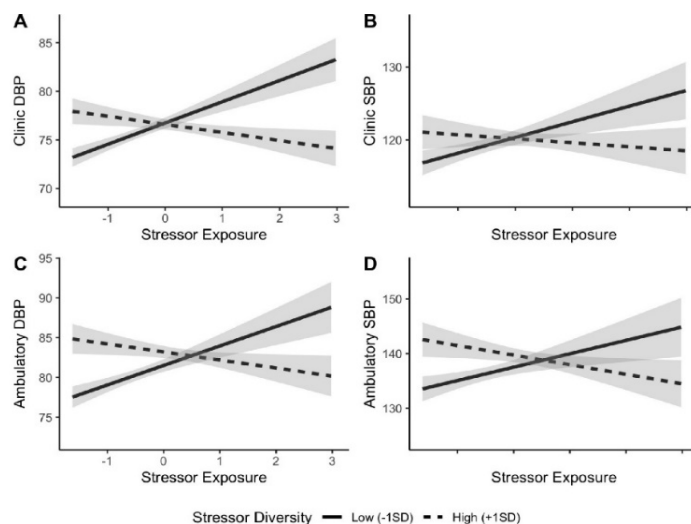 A
85
80
75
70
Clinic DBP
-1 0 1 2 3
Stressor Exposure
B
130
120
Clinic SBP
Stressor Exposure
C
95
90
85
80
75
Ambulatory DBP
-1 0 1 2 3
Stressor Exposure
D
150
140
130
Ambulatory SBP
Stressor Exposure
Stressor Diversity Low (-1SD) High (+1SD)